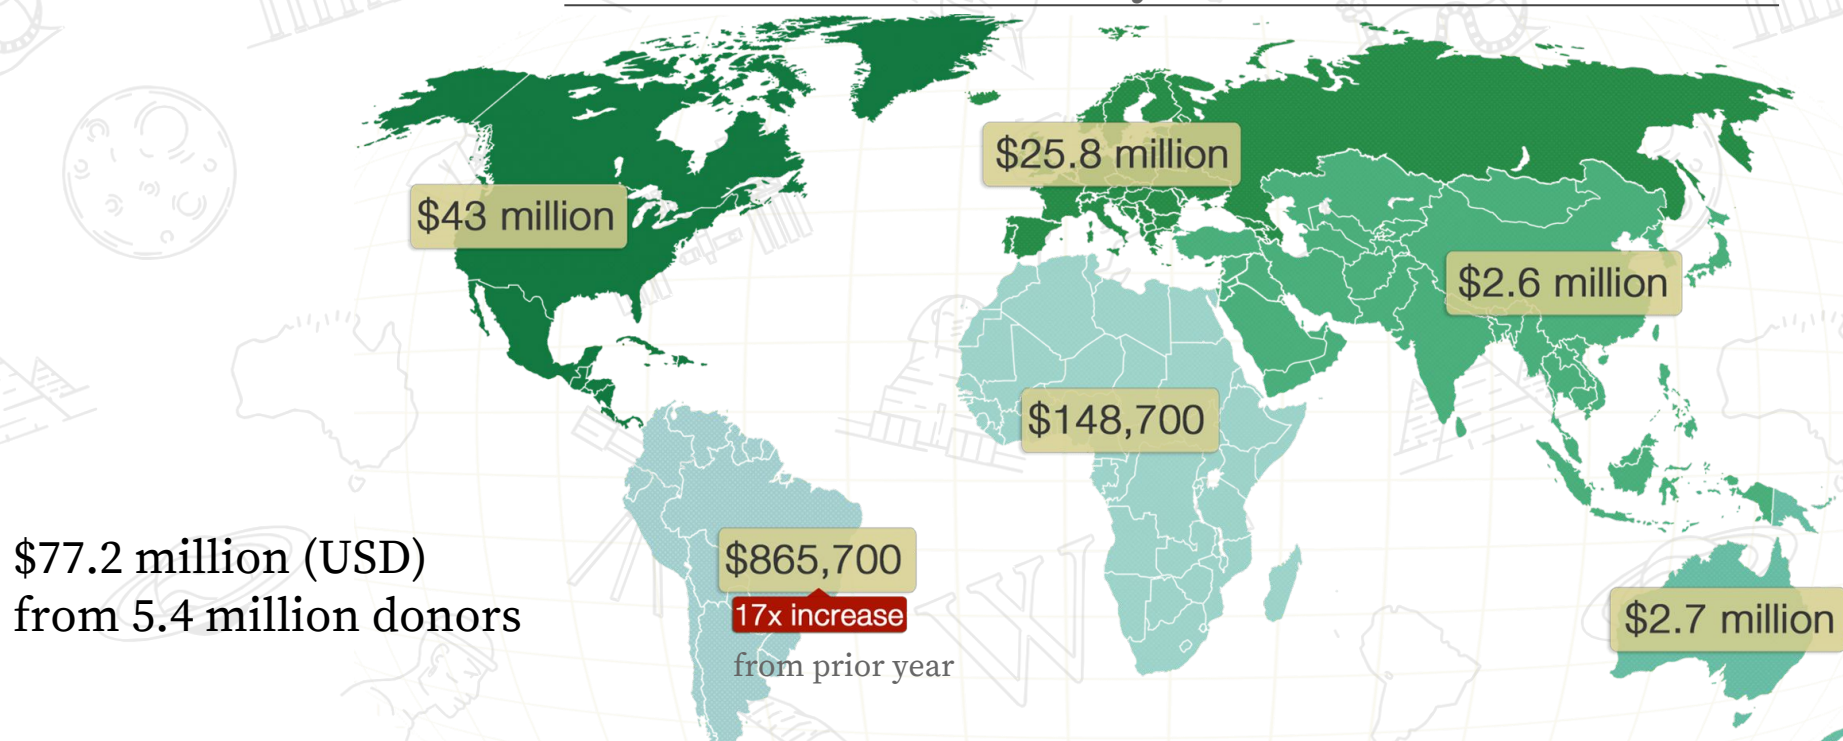 $25.8 million
$43 million
$2.6 million
$148,700
$77.2 million (USD)
from 5.4 million donors
$865,700
17x increase
from prior year
$2.7 million